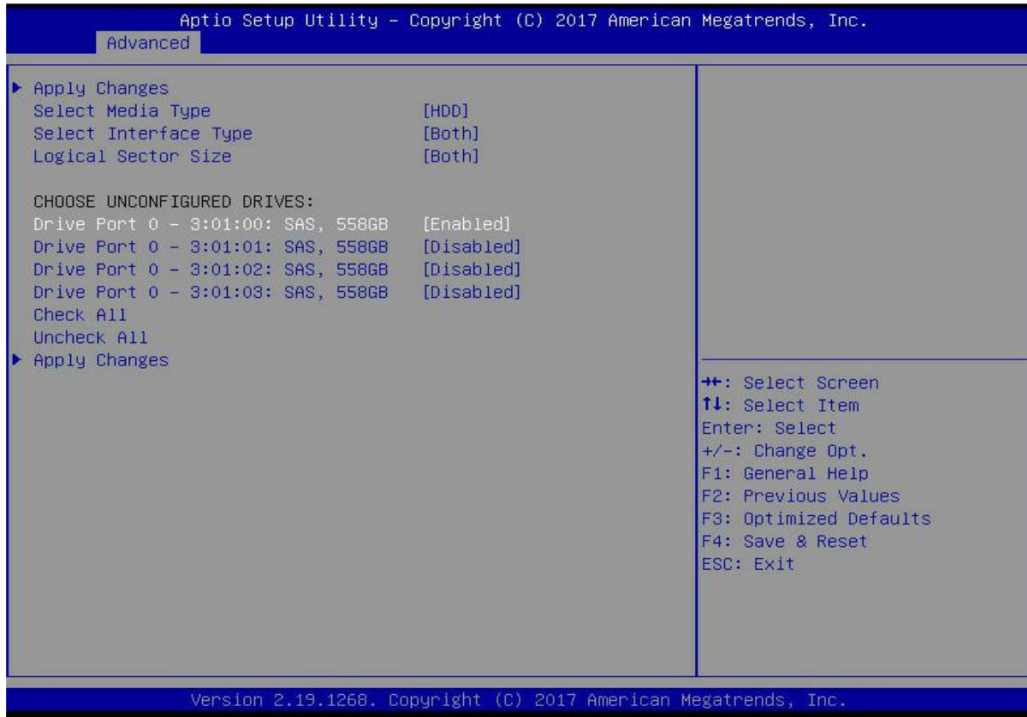 Aptio Setup Utility – Copyright (C) 2017 American Megatrends, Inc.
Advanced
▶ Apply Changes
Select Media Type [HDD]
Select Interface Type [Both]
Logical Sector Size [Both]
CHOOSE UNCONFIGURED DRIVES:
Drive Port 0 – 3:01:00: SAS, 558GB [Enabled]
Drive Port 0 – 3:01:01: SAS, 558GB [Disabled]
Drive Port 0 – 3:01:02: SAS, 558GB [Disabled]
Drive Port 0 – 3:01:03: SAS, 558GB [Disabled]
Check All
Uncheck All
▶ Apply Changes
→←: Select Screen
↑↓: Select Item
Enter: Select
+/-: Change Opt.
F1: General Help
F2: Previous Values
F3: Optimized Defaults
F4: Save & Reset
ESC: Exit
Version 2.19.1268. Copyright (C) 2017 American Megatrends, Inc.